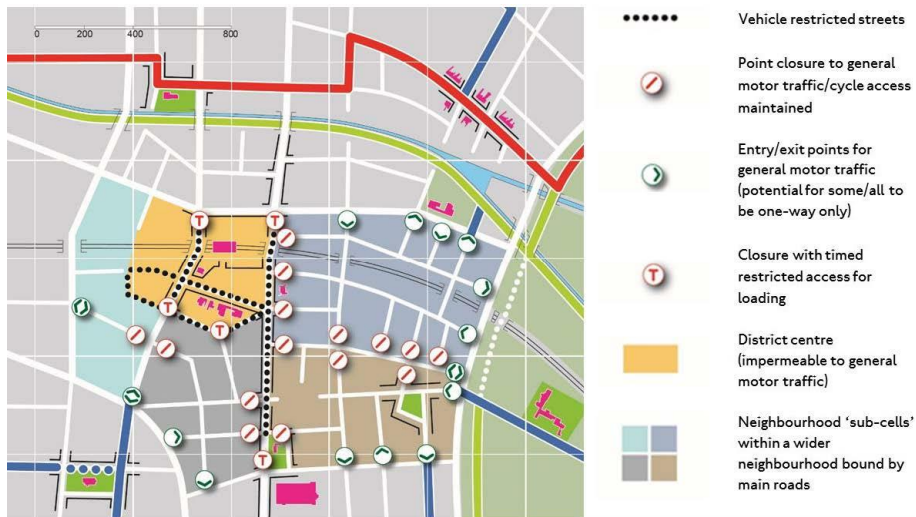 0 200 400 800
Vehicle restricted streets
Point closure to general
motor traffic/cycle access
maintained
Entry/exit points for
general motor traffic
(potential for some/all to
be one-way only)
Closure with timed
restricted access for
loading
District centre
(impermeable to general
motor traffic)
Neighbourhood ‘sub-cells’
within a wider
neighbourhood bound by
main roads
T T
T
T
T
T